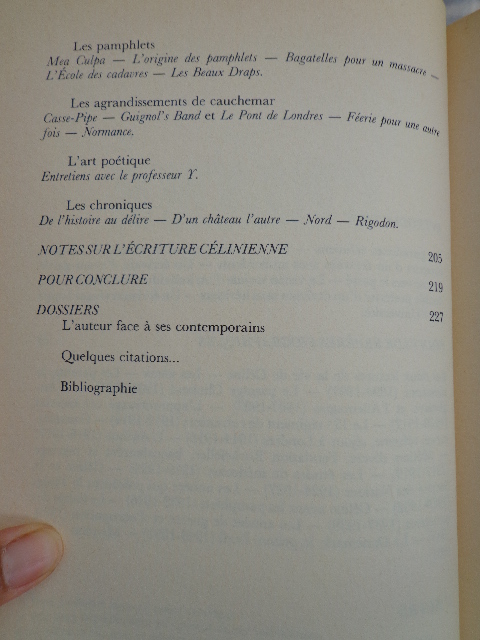 Les pamphlets
Mea Culpa — L'origine des pamphlets — Bagatelles pour un massacre —
L'École des cadavres — Les Beaux Draps.
Les agrandissements de cauchemar
Casse-Pipe — Guignol's Band et Le Pont de Londres — Féerie pour une autre
fois — Normance.
L'art poétique
Entretiens avec le professeur Y.
Les chroniques
De l'histoire au délire — D'un château l'autre — Nord — Rigodon.
NOTES SUR L'ÉCRITURE CÉLINIENNE 205
POUR CONCLURE 219
DOSSIERS 227
L'auteur face à ses contemporains
Quelques citations...
Bibliographie